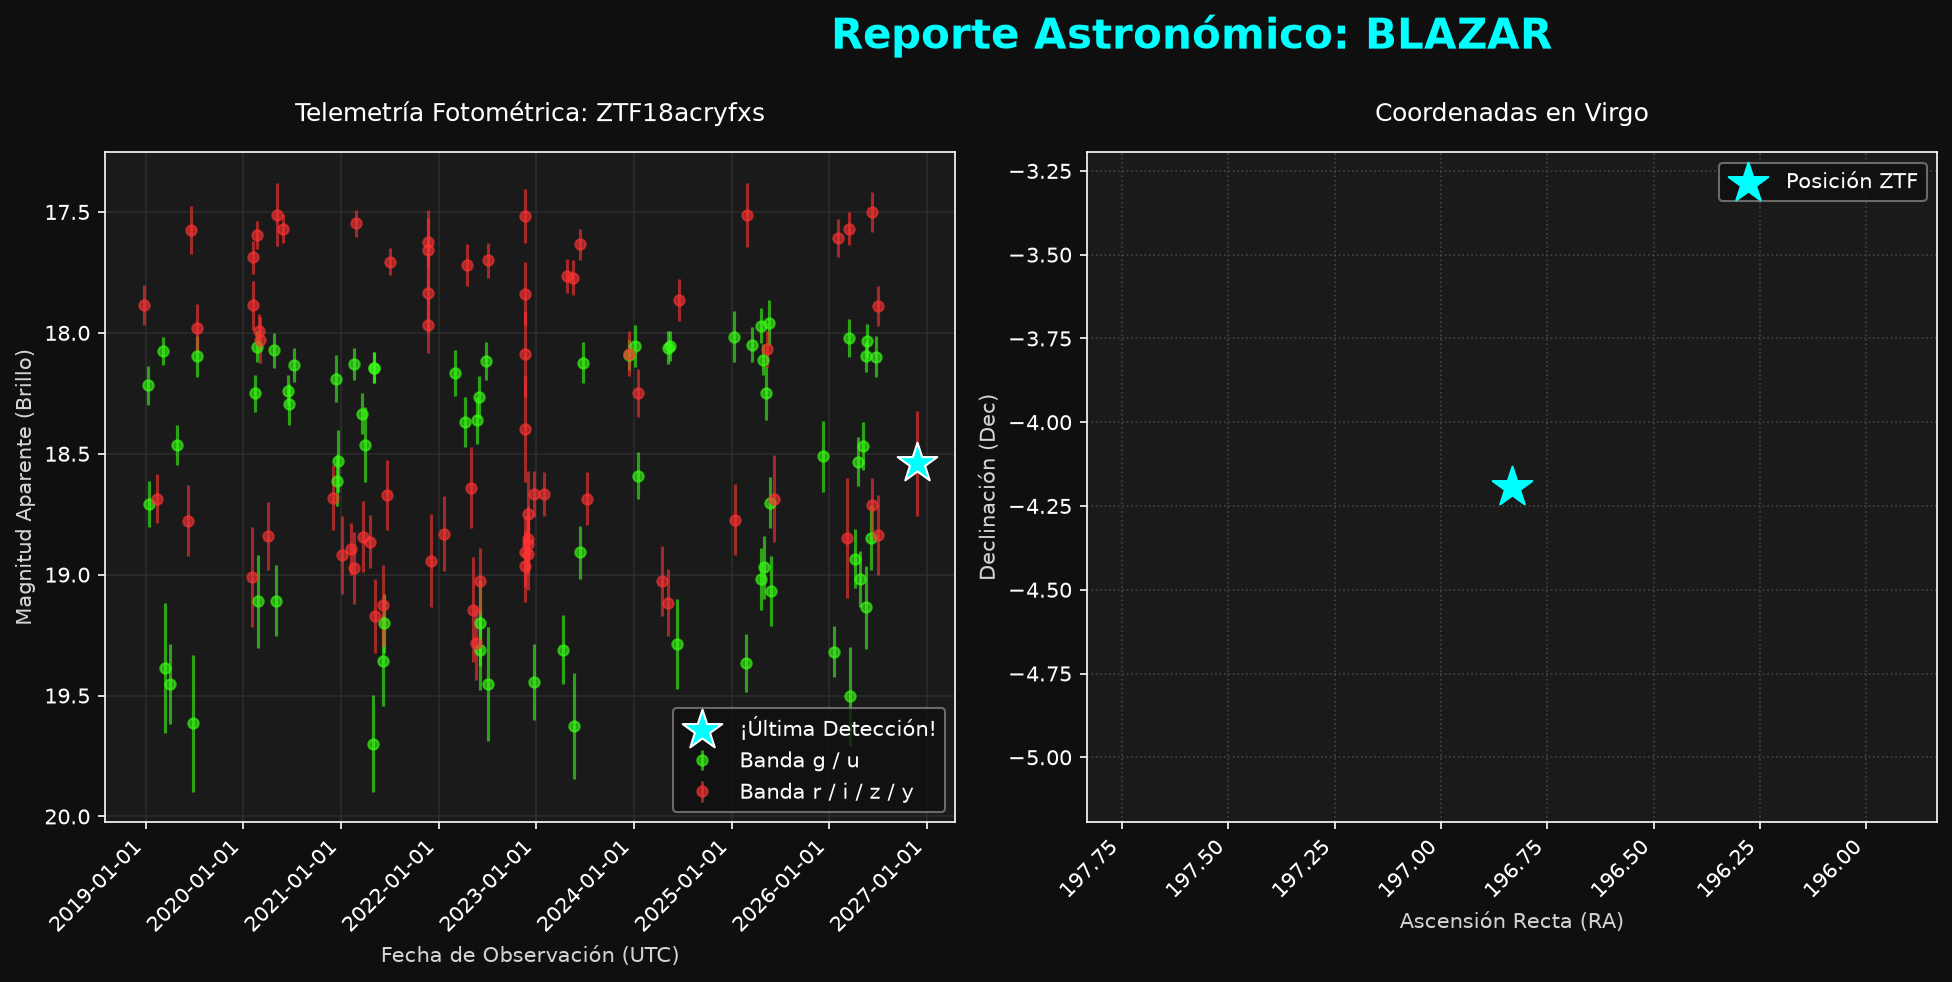 Reporte Astronómico: BLAZAR
Telemetría Fotométrica: ZTF18acryfxs
Magnitud Aparente (Brillo)
17.5
18.0
18.5
19.0
19.5
20.0
¡Última Detección!
Banda g / u
Banda r / i / z / y
2019-01-01
2020-01-01
2021-01-01
2022-01-01
2023-01-01
2024-01-01
2025-01-01
2026-01-01
2027-01-01
Fecha de Observación (UTC)
Coordenadas en Virgo
Declinación (Dec)
−3.25
−3.50
−3.75
−4.00
−4.25
−4.50
−4.75
−5.00
Posición ZTF
197.75
197.50
197.25
197.00
196.75
196.50
196.25
196.00
Ascensión Recta (RA)